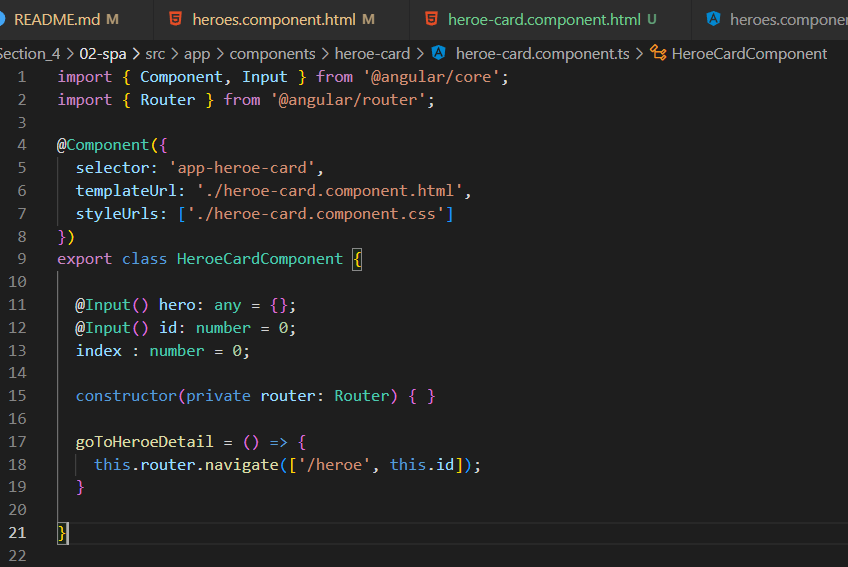 README.md M heroes.component.html M heroe-card.component.html U heroes.componen
Section_4 > 02-spa > src > app > components > heroe-card > heroe-card.component.ts > HeroeCardComponent
1 import { Component, Input } from '@angular/core';
2 import { Router } from '@angular/router';
3
4 @Component({
5 selector: 'app-heroe-card',
6 templateUrl: './heroe-card.component.html',
7 styleUrls: ['./heroe-card.component.css']
8 })
9 export class HeroeCardComponent {
10
11 @Input() hero: any = {};
12 @Input() id: number = 0;
13 index : number = 0;
14
15 constructor(private router: Router) { }
16
17 goToHeroeDetail = () => {
18 this.router.navigate(['/heroe', this.id]);
19 }
20
21 }
22